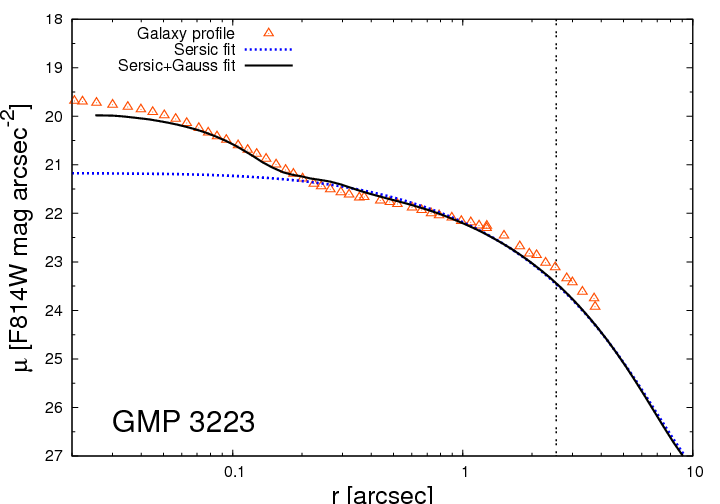 Galaxy profile
Sersic fit
Sersic+Gauss fit
18
19
20
21
22
23
24
25
26
27
μ [F814W mag arcsec⁻²]
GMP 3223
0.1
1
10
r [arcsec]